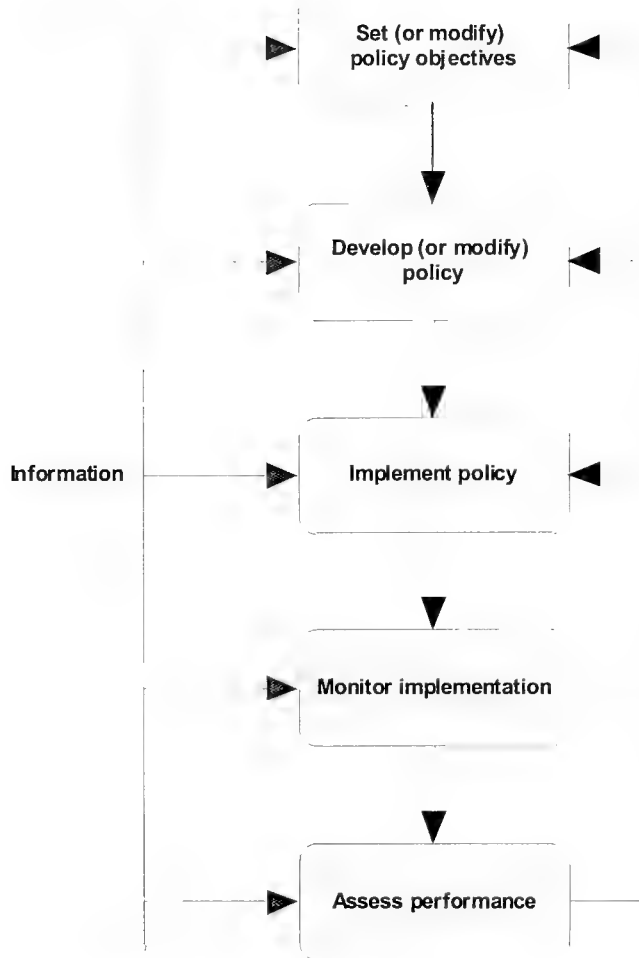 Set (or modify)
policy objectives
Develop (or modify)
policy
Information
Implement policy
Monitor implementation
Assess performance